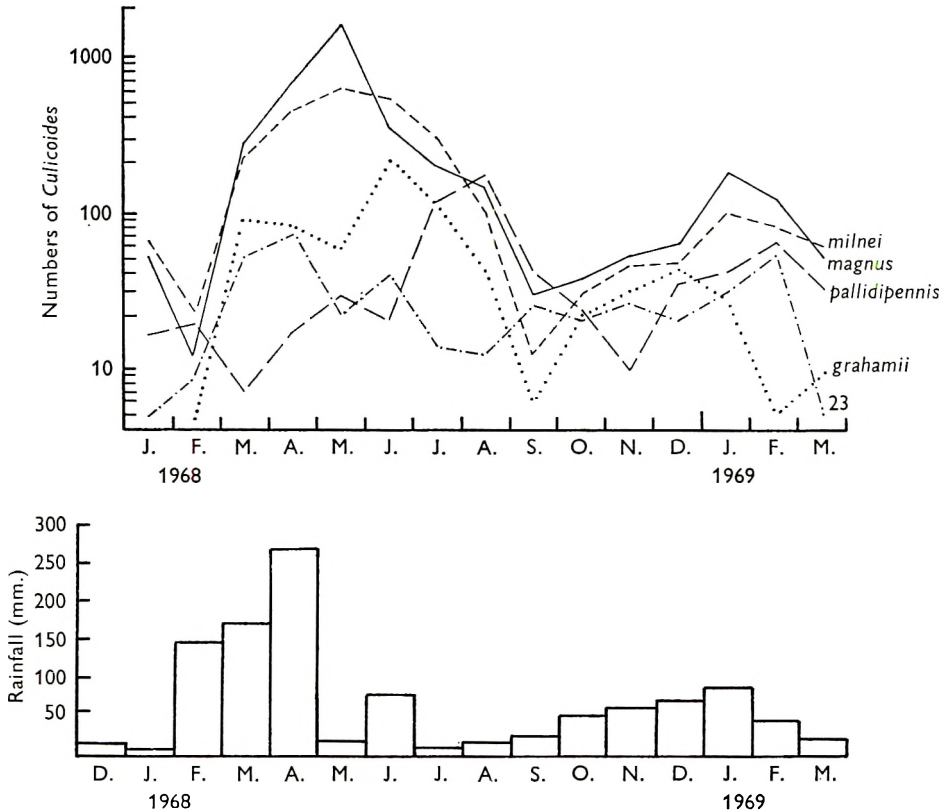 Numbers of Culicoides
1000
100
10
milnei
magnus
pallidipennis
grahamii
23
J. F. M. A. M. J. J. A. S. O. N. D. J. F. M.
1968 1969
Rainfall (mm.)
300
250
200
150
100
50
D. J. F. M. A. M. J. J. A. S. O. N. D. J. F. M.
1968 1969